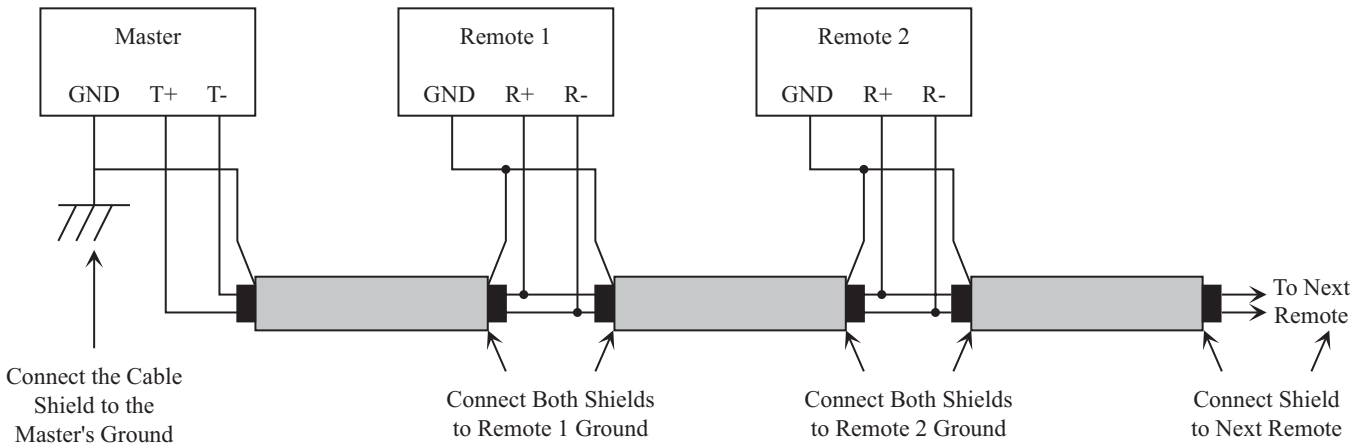 Master
GND T+ T-
Remote 1
GND R+ R-
Remote 2
GND R+ R-
To Next
Remote
Connect the Cable
Shield to the
Master's Ground
Connect Both Shields
to Remote 1 Ground
Connect Both Shields
to Remote 2 Ground
Connect Shield
to Next Remote